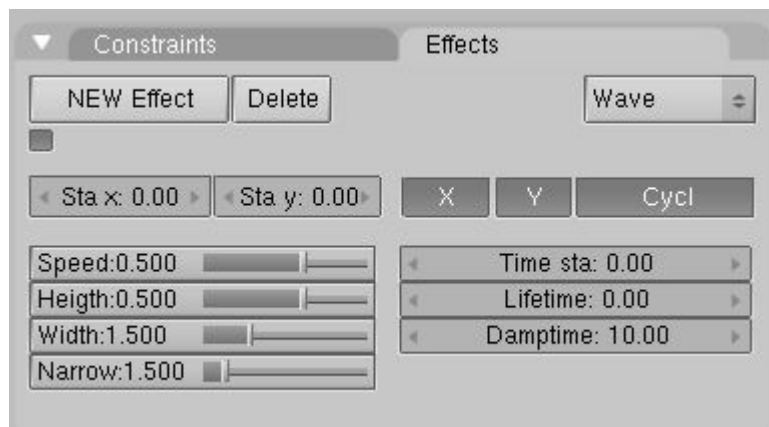 Constraints Effects
NEW Effect Delete Wave
Sta x: 0.00 Sta y: 0.00 X Y Cycl
Speed:0.500 Time sta: 0.00
Heigth:0.500 Lifetime: 0.00
Width:1.500 Damptime: 10.00
Narrow:1.500